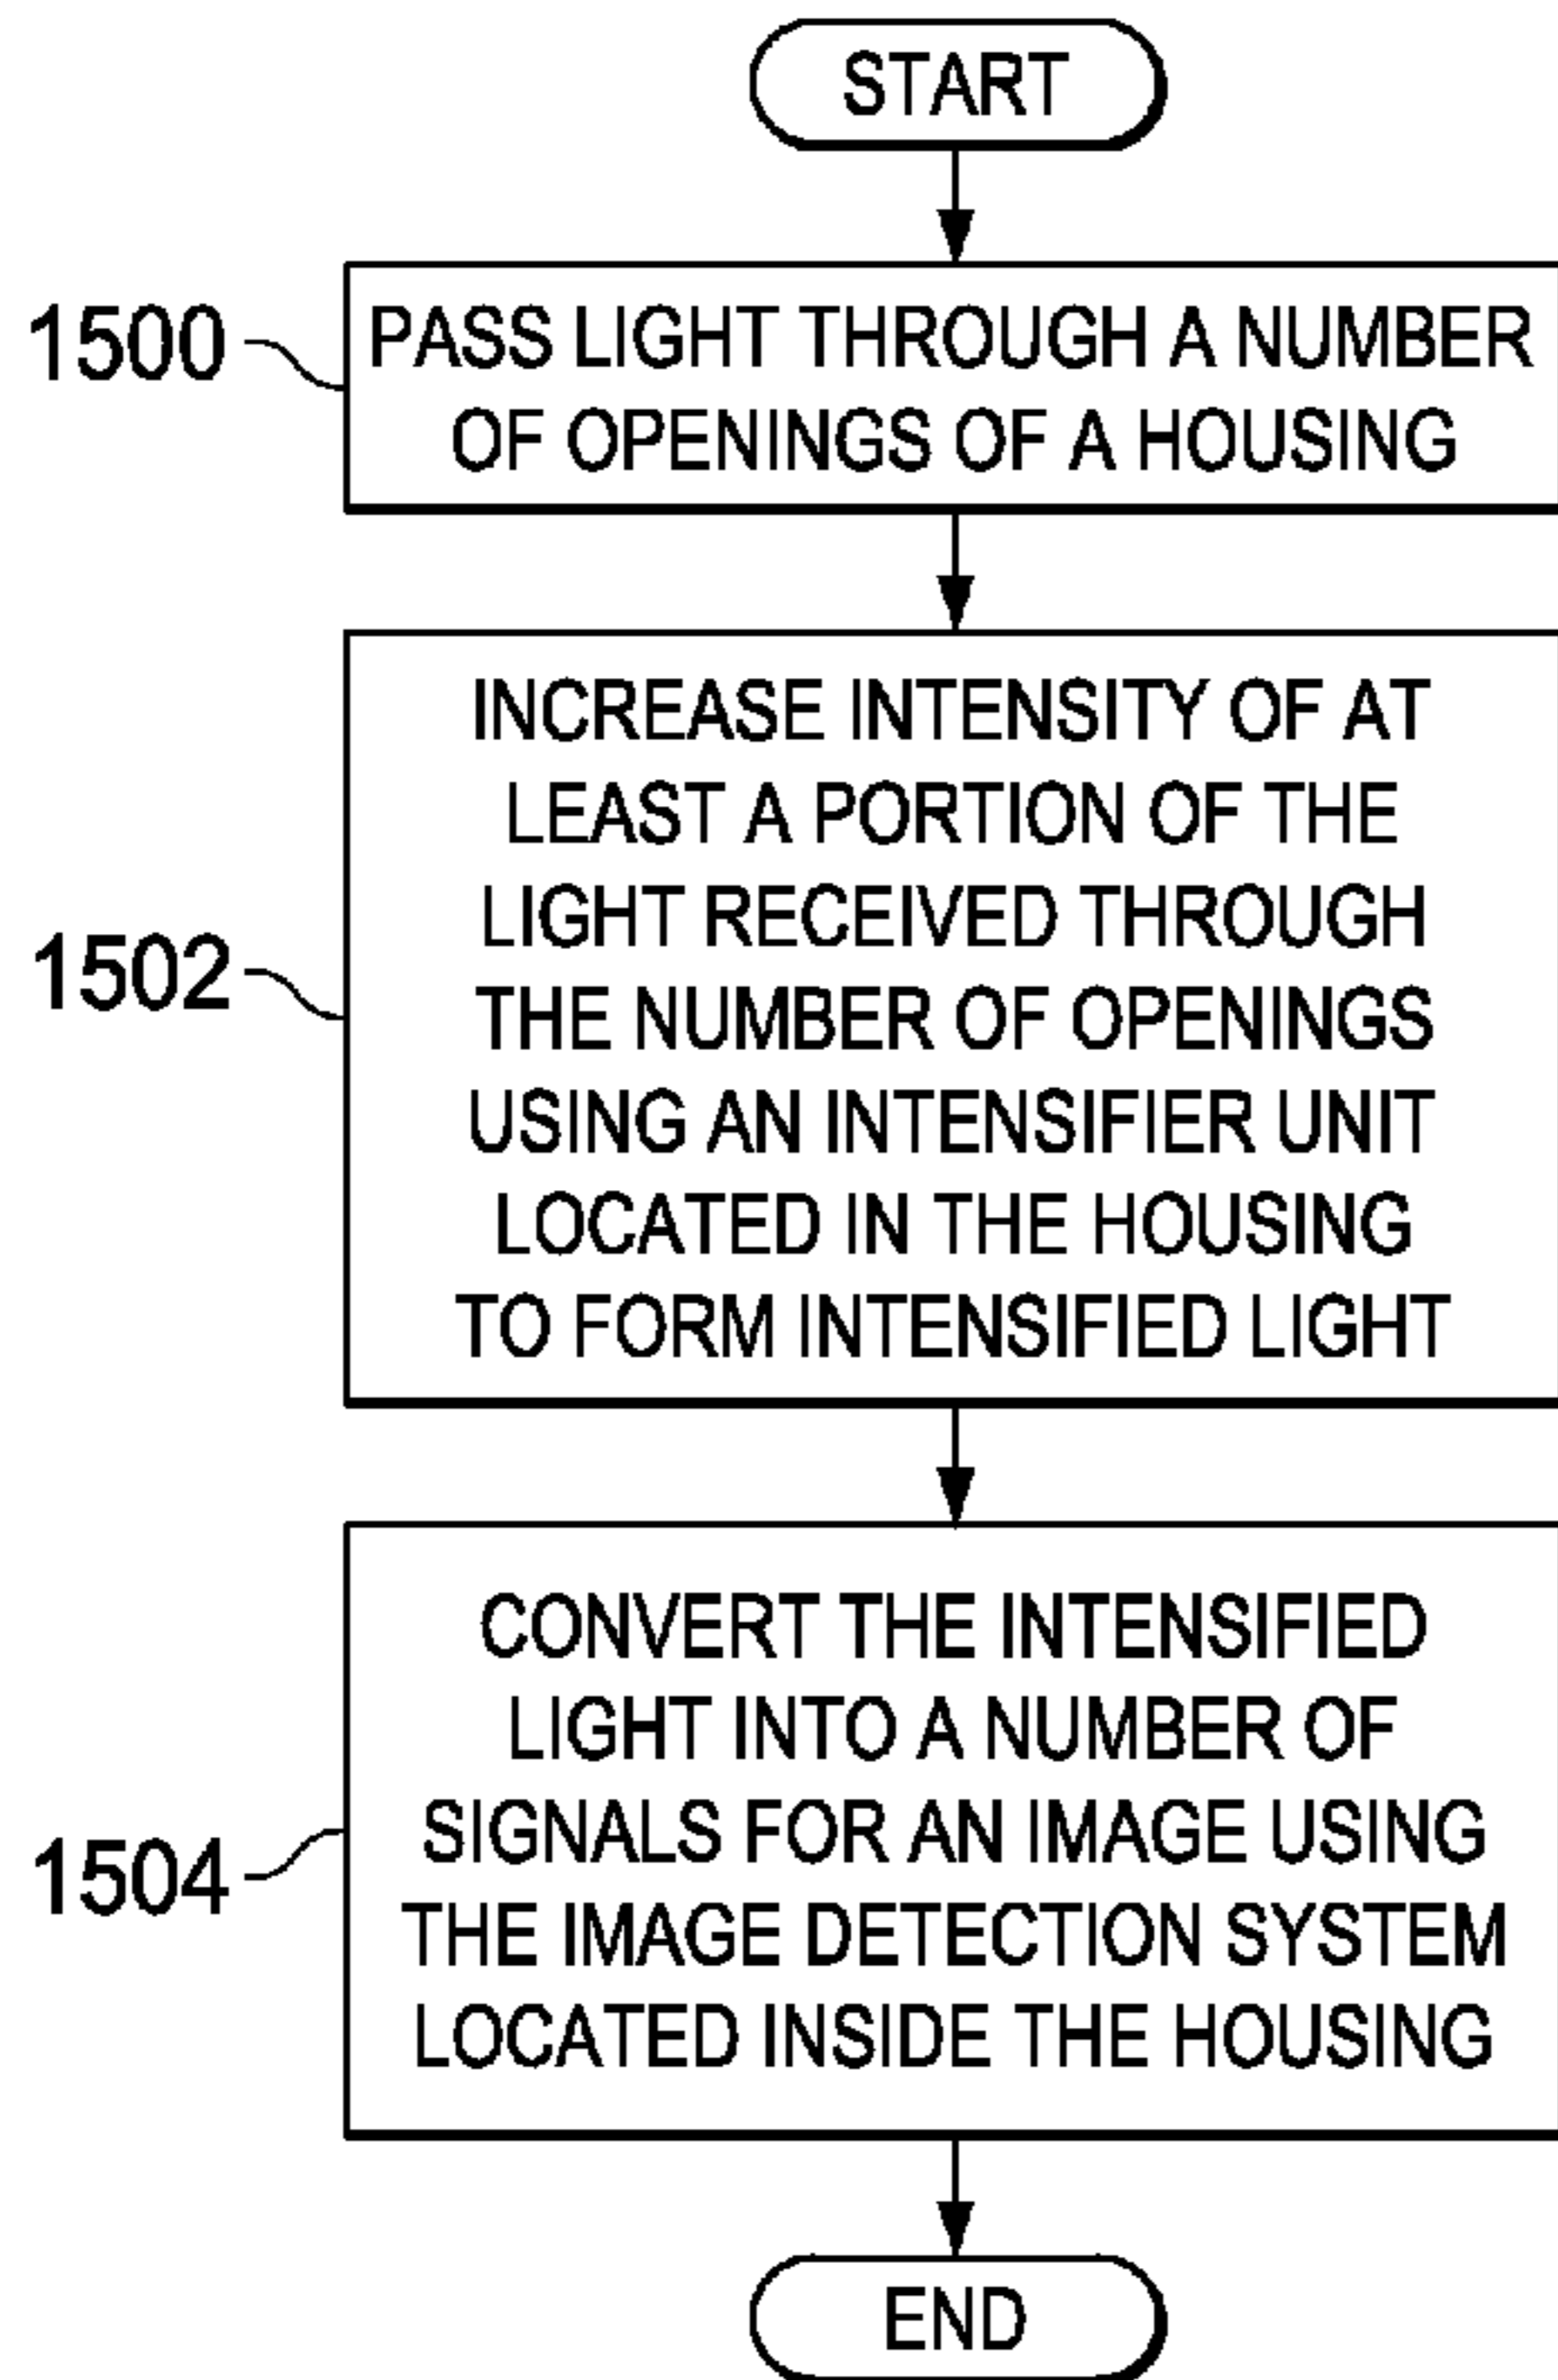 START
1500
PASS LIGHT THROUGH A NUMBER
OF OPENINGS OF A HOUSING
1502
INCREASE INTENSITY OF AT
LEAST A PORTION OF THE
LIGHT RECEIVED THROUGH
THE NUMBER OF OPENINGS
USING AN INTENSIFIER UNIT
LOCATED IN THE HOUSING
TO FORM INTENSIFIED LIGHT
1504
CONVERT THE INTENSIFIED
LIGHT INTO A NUMBER OF
SIGNALS FOR AN IMAGE USING
THE IMAGE DETECTION SYSTEM
LOCATED INSIDE THE HOUSING
END